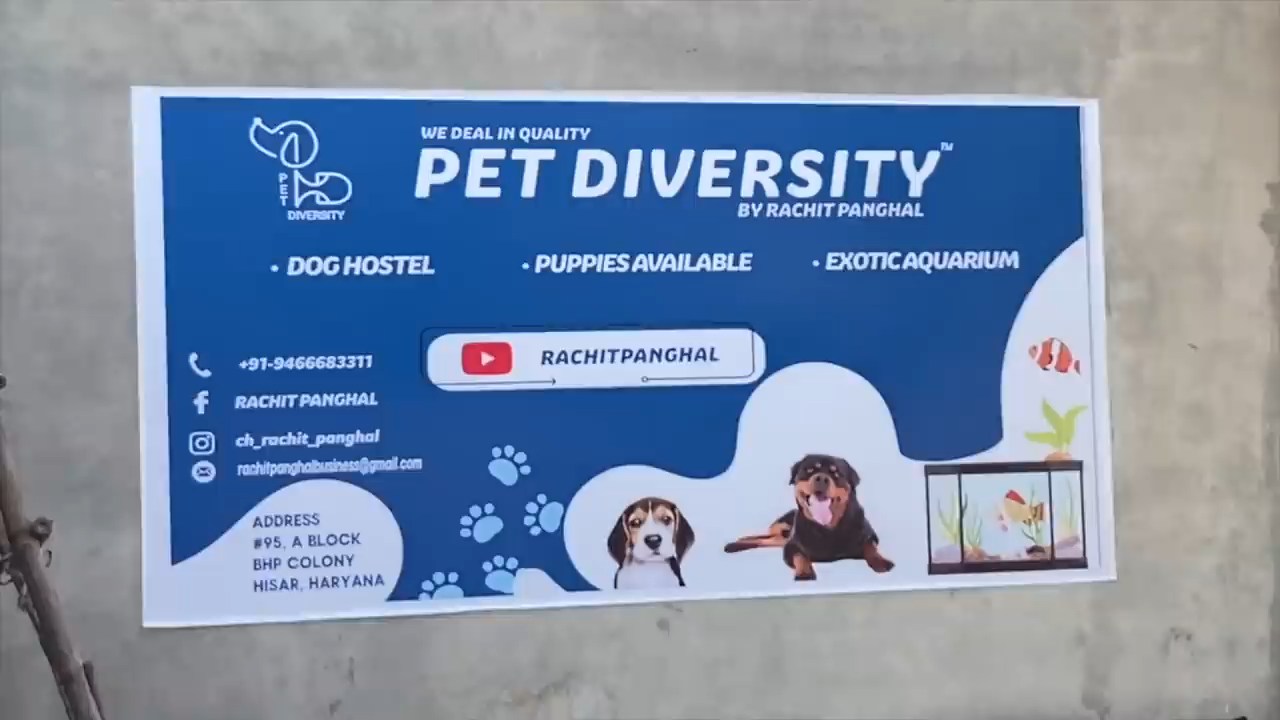 PET
DIVERSITY
WE DEAL IN QUALITY
PET DIVERSITY™
BY RACHIT PANGHAL
• DOG HOSTEL
• PUPPIES AVAILABLE
• EXOTIC AQUARIUM
RACHITPANGHAL
+91-9466683311
RACHIT PANGHAL
ch_rachit_panghal
rachitpanghalbusiness@gmail.com
ADDRESS
#95, A BLOCK
BHP COLONY
HISAR, HARYANA